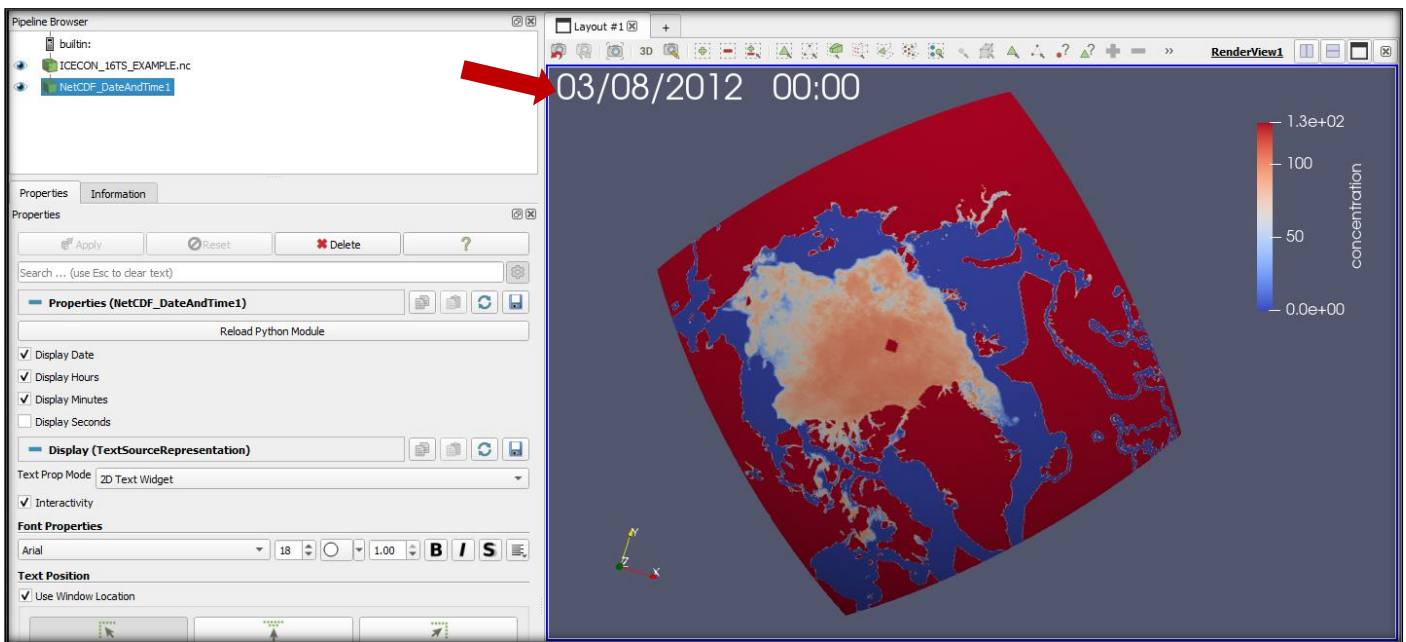 Pipeline Browser
builtin:
ICECON_16TS_EXAMPLE.nc
NetCDF_DateAndTime1
Properties Information
Properties
Apply Reset Delete ?
Search ... (use Esc to clear text)
Properties (NetCDF_DateAndTime1)
Reload Python Module
Display Date
Display Hours
Display Minutes
Display Seconds
Display (TextSourceRepresentation)
Text Prop Mode 2D Text Widget
Interactivity
Font Properties
Arial 18 1.00 B I S
Text Position
Use Window Location
Layout #1 +
3D ? ? » RenderView1
03/08/2012 00:00
1.3e+02
100
50
0.0e+00
concentration
Y
Z
X